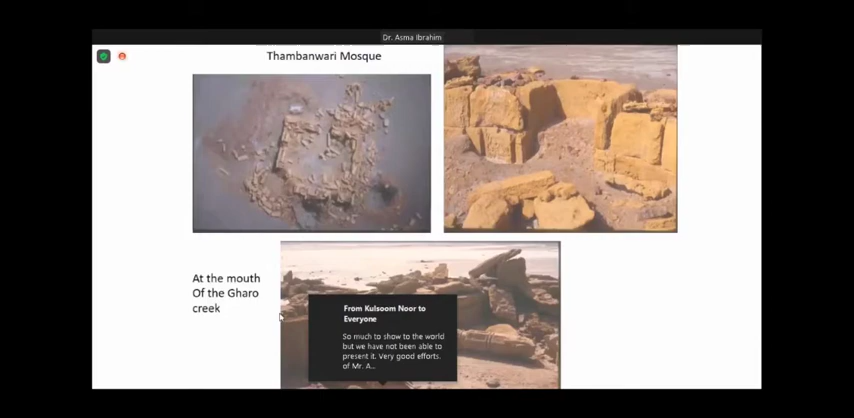 Dr. Asma Ibrahim
Thambanwari Mosque
At the mouth
Of the Gharo
creek
From Kulsoom Noor to
Everyone
So much to show to the world
but we have not been able to
present it. Very good efforts.
of Mr. A...